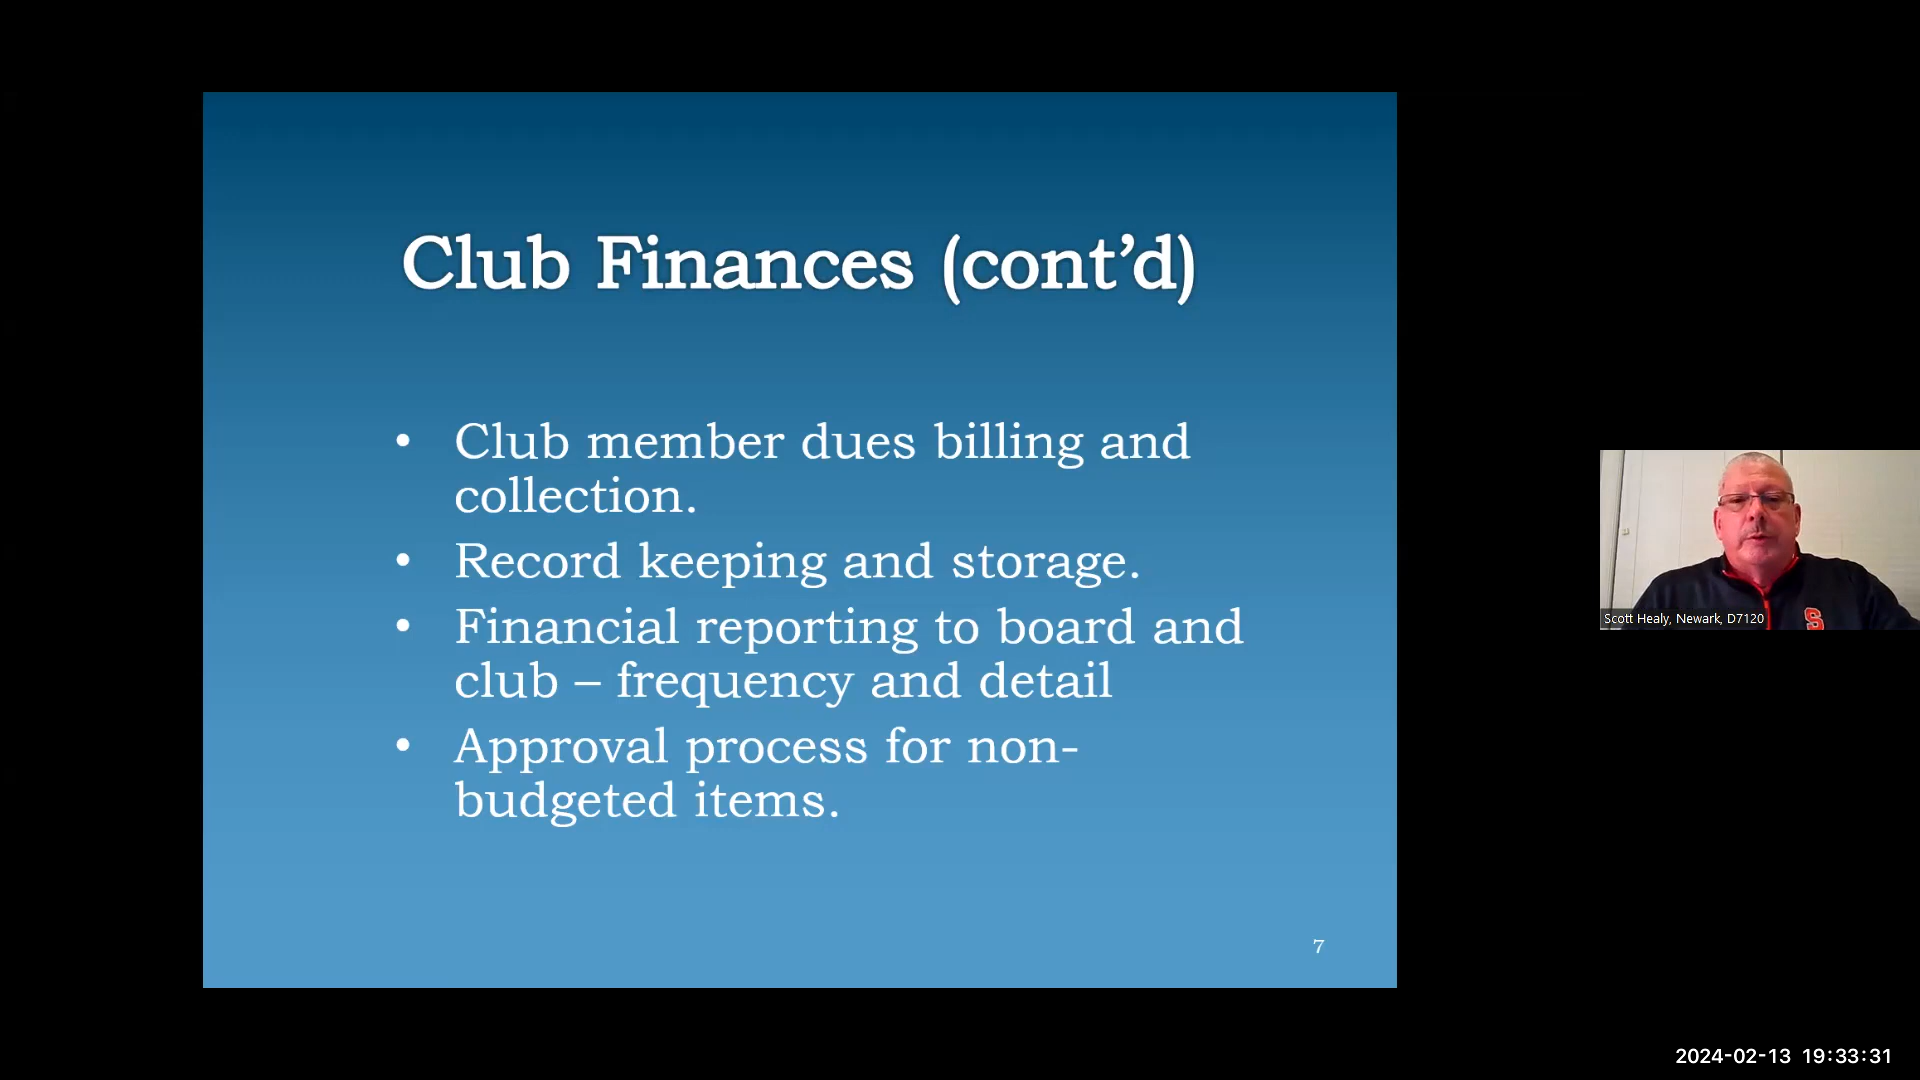 Club Finances (cont’d)
• Club member dues billing and
collection.
• Record keeping and storage.
• Financial reporting to board and
club – frequency and detail
• Approval process for non-
budgeted items.
7
S
Scott Healy, Newark, D7120
2024-02-13 19:33:31